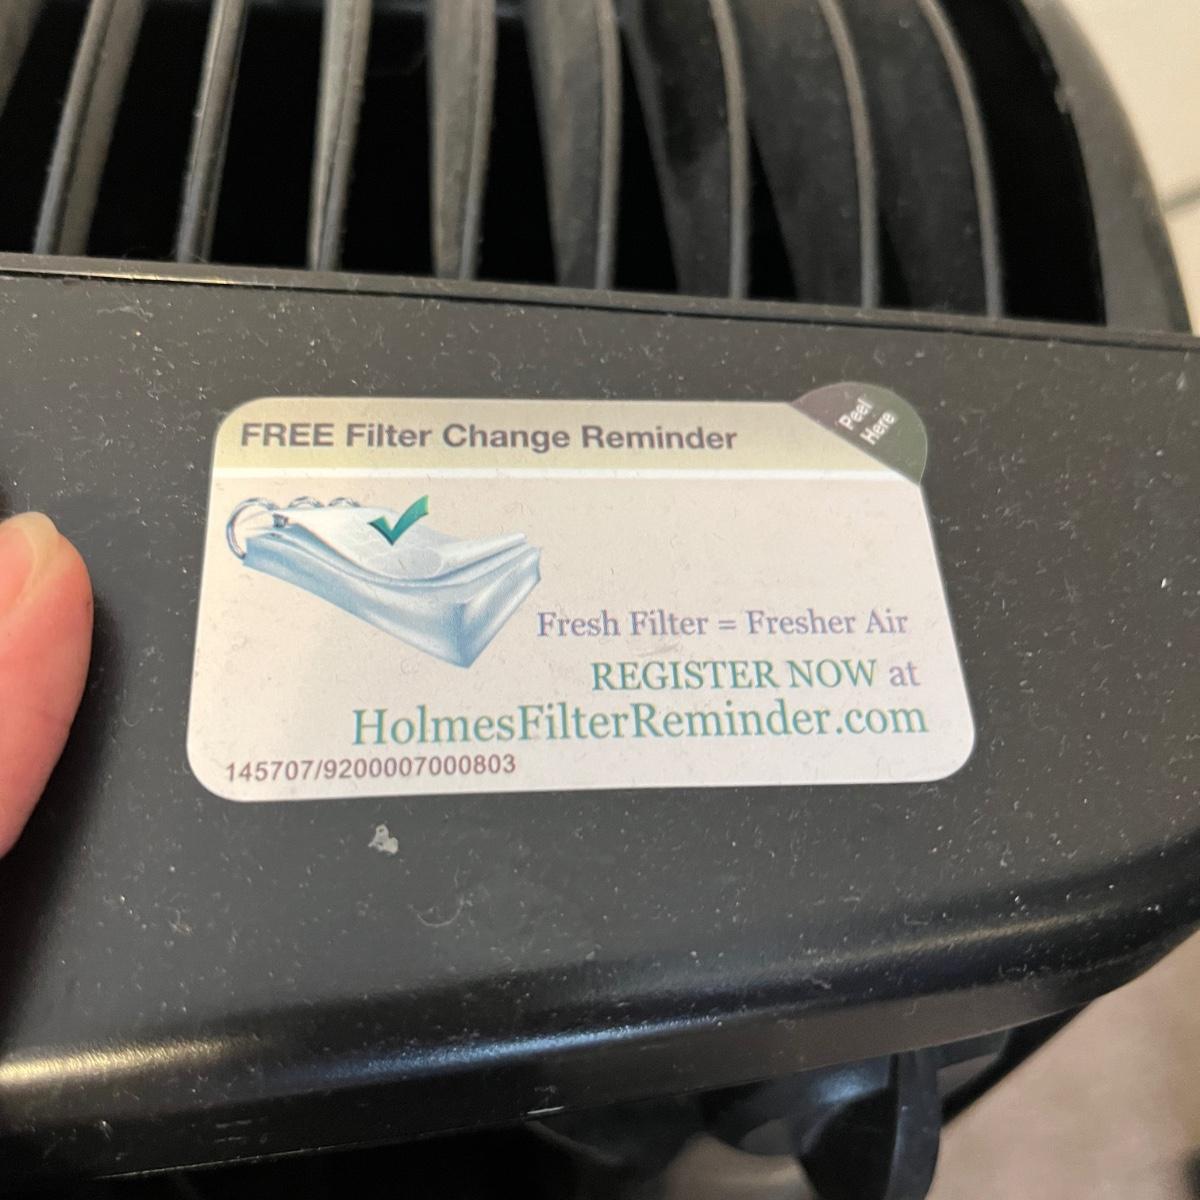 FREE Filter Change Reminder
Peel
Here
Fresh Filter = Fresher Air
REGISTER NOW at
HolmesFilterReminder.com
145707/9200007000803